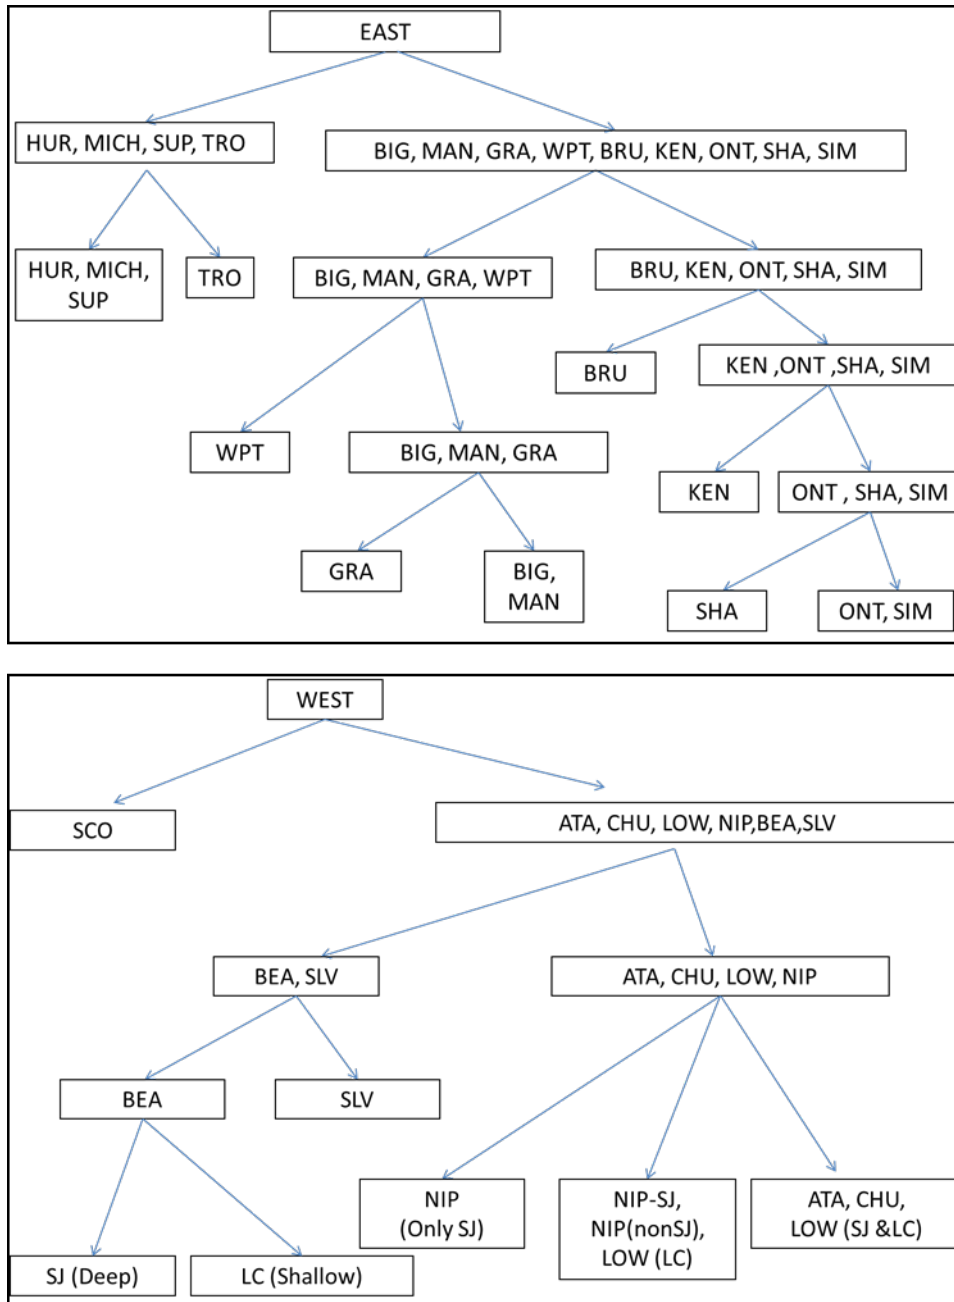 EAST
HUR, MICH, SUP, TRO
BIG, MAN, GRA, WPT, BRU, KEN, ONT, SHA, SIM
HUR, MICH,
SUP
TRO
BIG, MAN, GRA, WPT
BRU, KEN, ONT, SHA, SIM
BRU
KEN ,ONT ,SHA, SIM
WPT
BIG, MAN, GRA
KEN
ONT , SHA, SIM
GRA
BIG,
MAN
SHA
ONT, SIM
WEST
SCO
ATA, CHU, LOW, NIP,BEA,SLV
BEA, SLV
ATA, CHU, LOW, NIP
BEA
SLV
NIP
(Only SJ)
NIP-SJ,
NIP(nonSJ),
LOW (LC)
ATA, CHU,
LOW (SJ &LC)
SJ (Deep)
LC (Shallow)